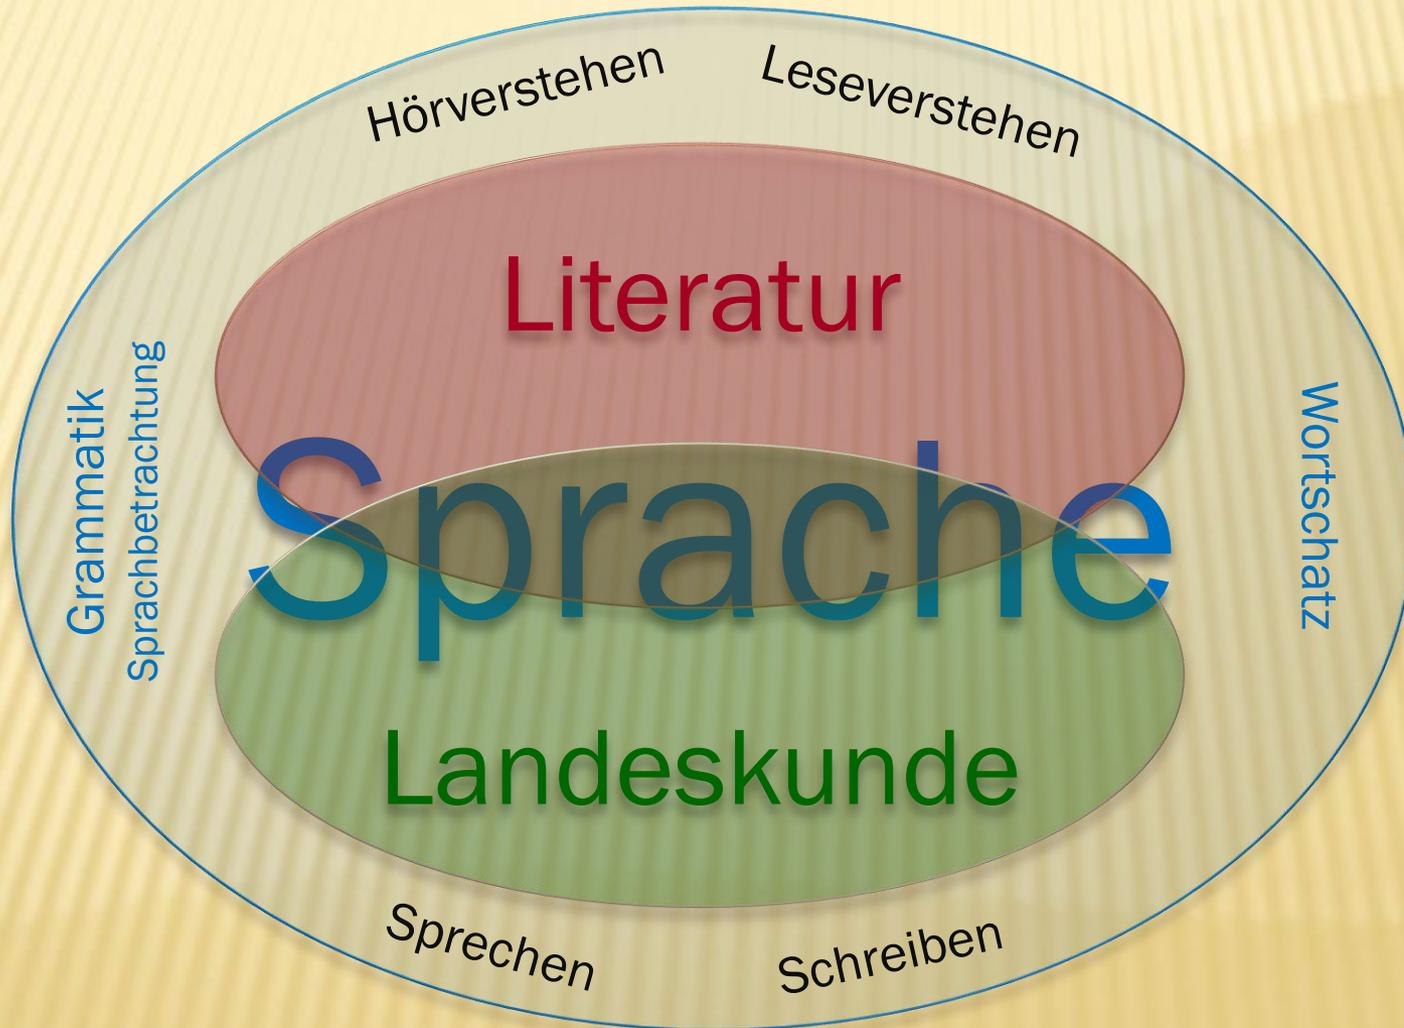 Hörverstehen
Leseverstehen
Literatur
Grammatik
Sprachbetrachtung
Sprache
Wortschatz
Landeskunde
Sprechen
Schreiben